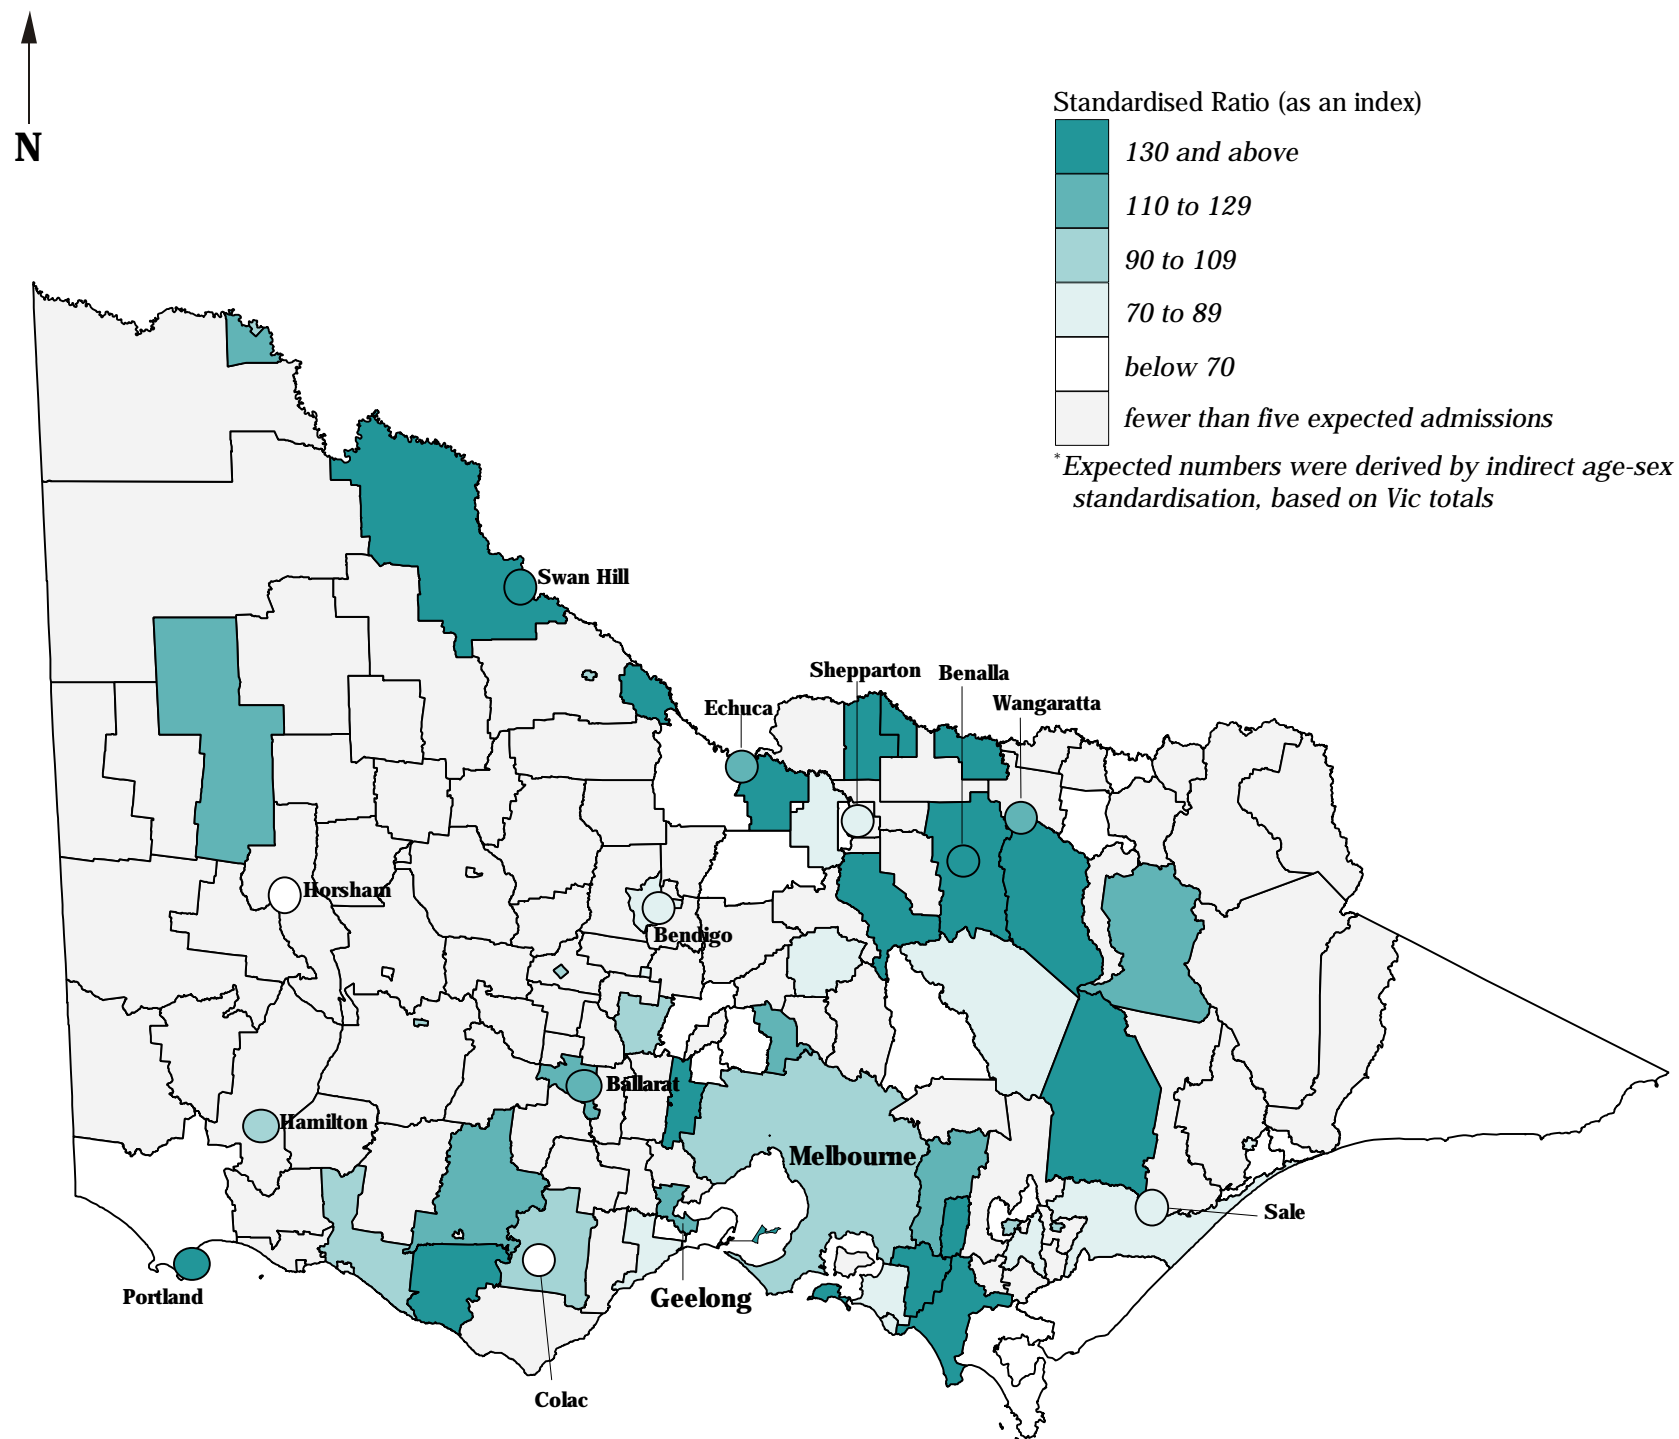 N
Standardised Ratio (as an index)
130 and above
110 to 129
90 to 109
70 to 89
below 70
fewer than five expected admissions
*Expected numbers were derived by indirect age-sex
standardisation, based on Vic totals
Swan Hill
Shepparton
Benalla
Echuca
Wangaratta
Horsham
Bendigo
Ballarat
Hamilton
Melbourne
Sale
Portland
Geelong
Colac